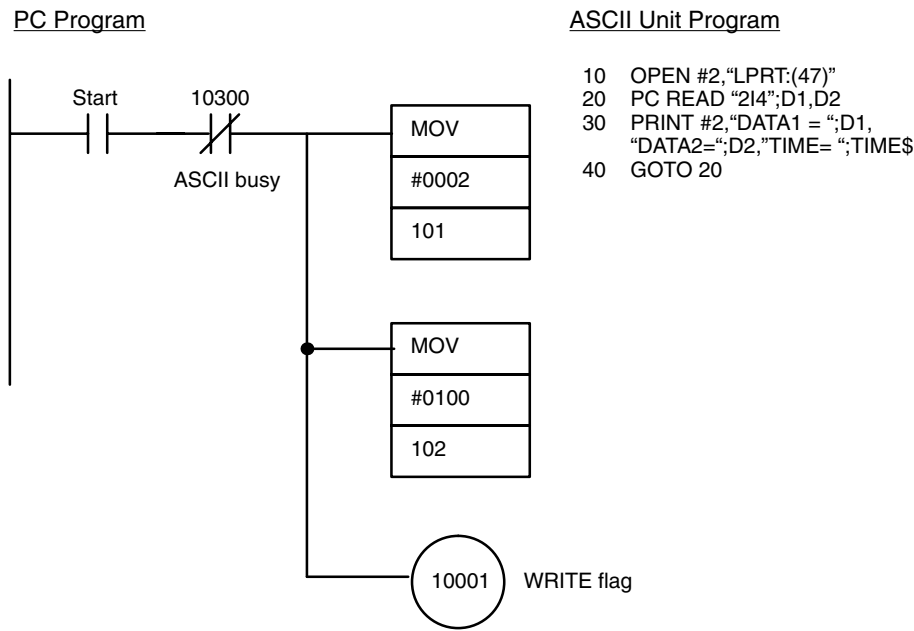 PC Program
ASCII Unit Program
Start
10300
ASCII busy
MOV
#0002
101
MOV
#0100
102
10001
WRITE flag
10 OPEN #2,“LPRT:(47)”
20 PC READ “2I4”;D1,D2
30 PRINT #2,“DATA1 = “;D1,
“DATA2=“;D2,”TIME= “;TIME$
40 GOTO 20